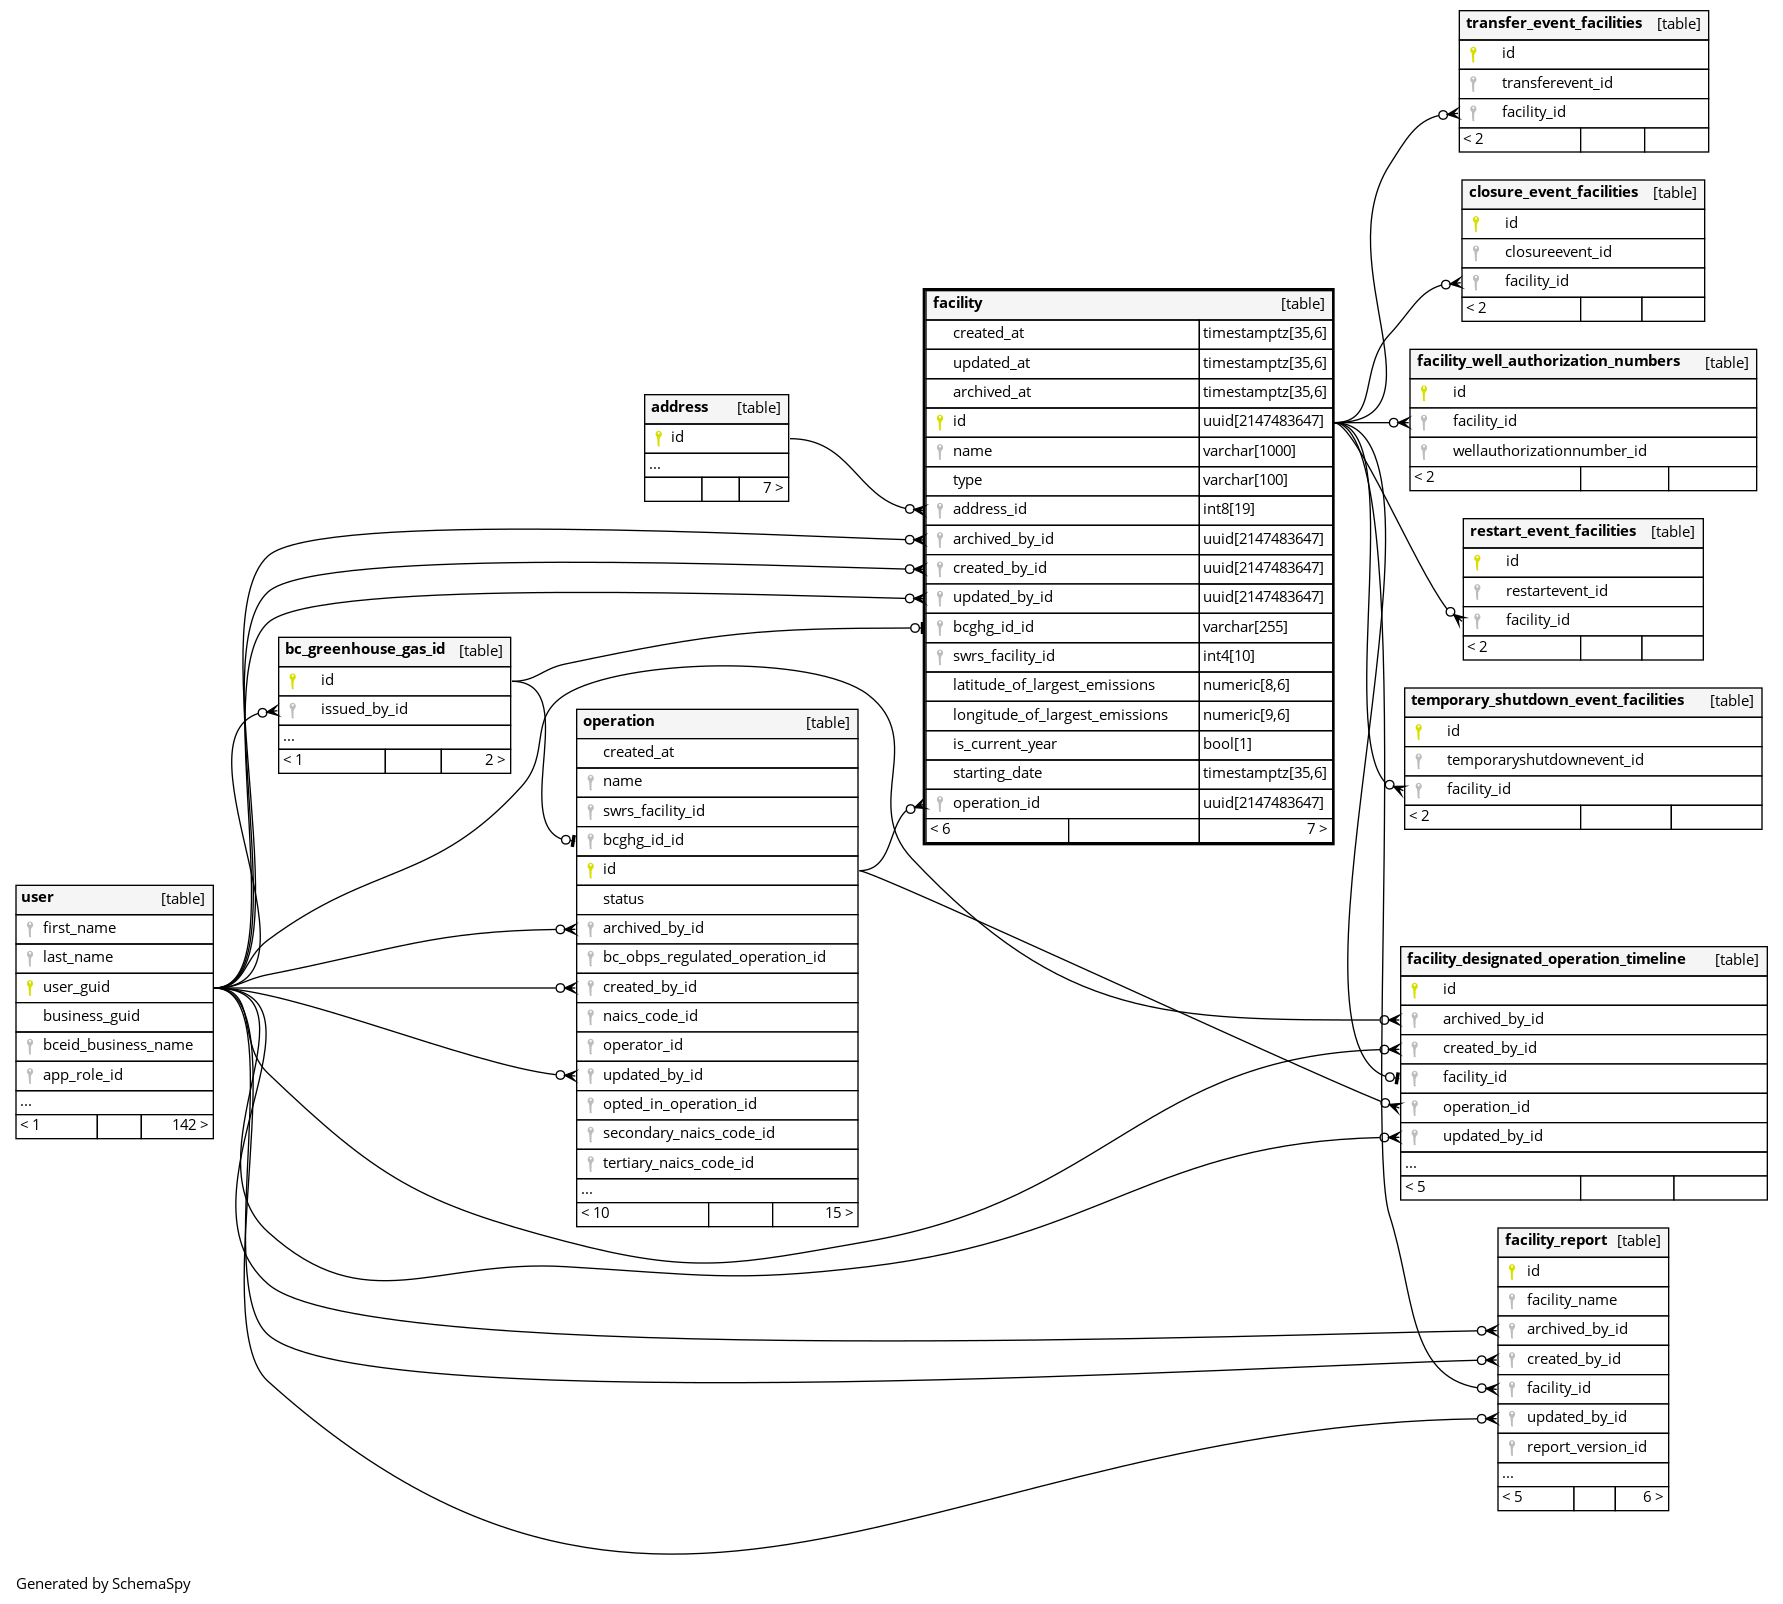 transfer_event_facilities [table]
id
transferevent_id
facility_id
< 2
closure_event_facilities [table]
id
closureevent_id
facility_id
< 2
facility [table]
created_at timestamptz[35,6]
updated_at timestamptz[35,6]
archived_at timestamptz[35,6]
id uuid[2147483647]
name varchar[1000]
type varchar[100]
address_id int8[19]
archived_by_id uuid[2147483647]
created_by_id uuid[2147483647]
updated_by_id uuid[2147483647]
bcghg_id_id varchar[255]
swrs_facility_id int4[10]
latitude_of_largest_emissions numeric[8,6]
longitude_of_largest_emissions numeric[9,6]
is_current_year bool[1]
starting_date timestamptz[35,6]
operation_id uuid[2147483647]
< 6 7 >
facility_well_authorization_numbers [table]
id
facility_id
wellauthorizationnumber_id
< 2
address [table]
id
...
7 >
restart_event_facilities [table]
id
restartevent_id
facility_id
< 2
bc_greenhouse_gas_id [table]
id
issued_by_id
...
< 1 2 >
temporary_shutdown_event_facilities [table]
id
temporaryshutdownevent_id
facility_id
< 2
operation [table]
created_at
name
swrs_facility_id
bcghg_id_id
id
status
archived_by_id
bc_obps_regulated_operation_id
created_by_id
naics_code_id
operator_id
updated_by_id
opted_in_operation_id
secondary_naics_code_id
tertiary_naics_code_id
...
< 10 15 >
user [table]
first_name
last_name
user_guid
business_guid
bceid_business_name
app_role_id
...
< 1 142 >
facility_designated_operation_timeline [table]
id
archived_by_id
created_by_id
facility_id
operation_id
updated_by_id
...
< 5
facility_report [table]
id
facility_name
archived_by_id
created_by_id
facility_id
updated_by_id
report_version_id
...
< 5 6 >
Generated by SchemaSpy